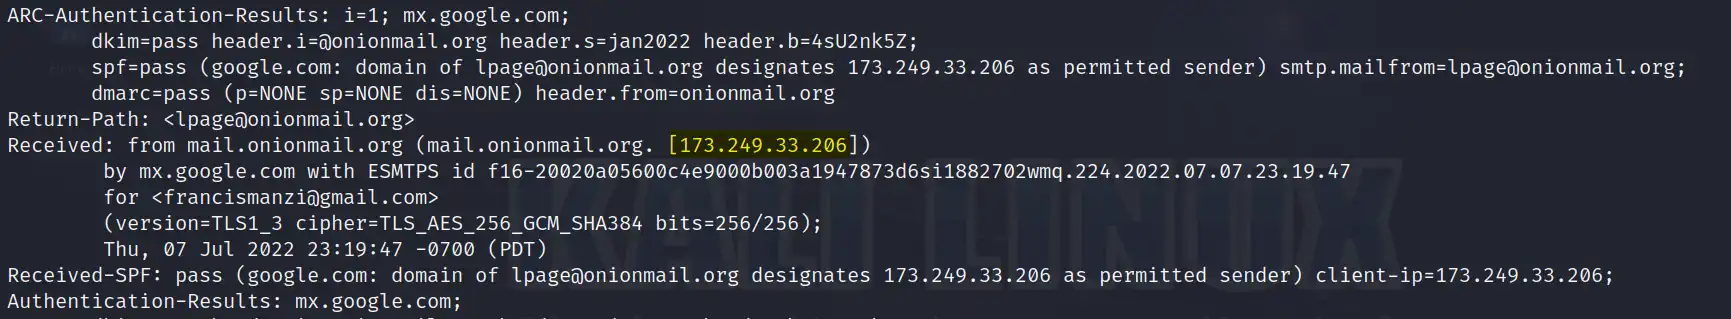 ARC-Authentication-Results: i=1; mx.google.com;
dkim=pass header.i=@onionmail.org header.s=jan2022 header.b=4sU2nk5Z;
spf=pass (google.com: domain of lpage@onionmail.org designates 173.249.33.206 as permitted sender) smtp.mailfrom=lpage@onionmail.org;
dmarc=pass (p=NONE sp=NONE dis=NONE) header.from=onionmail.org
Return-Path: <lpage@onionmail.org>
Received: from mail.onionmail.org (mail.onionmail.org. [173.249.33.206])
by mx.google.com with ESMTPS id f16-20020a05600c4e9000b003a1947873d6si1882702wmq.224.2022.07.07.23.19.47
for <francismanzi@gmail.com>
(version=TLS1_3 cipher=TLS_AES_256_GCM_SHA384 bits=256/256);
Thu, 07 Jul 2022 23:19:47 -0700 (PDT)
Received-SPF: pass (google.com: domain of lpage@onionmail.org designates 173.249.33.206 as permitted sender) client-ip=173.249.33.206;
Authentication-Results: mx.google.com;
KALI LINUX